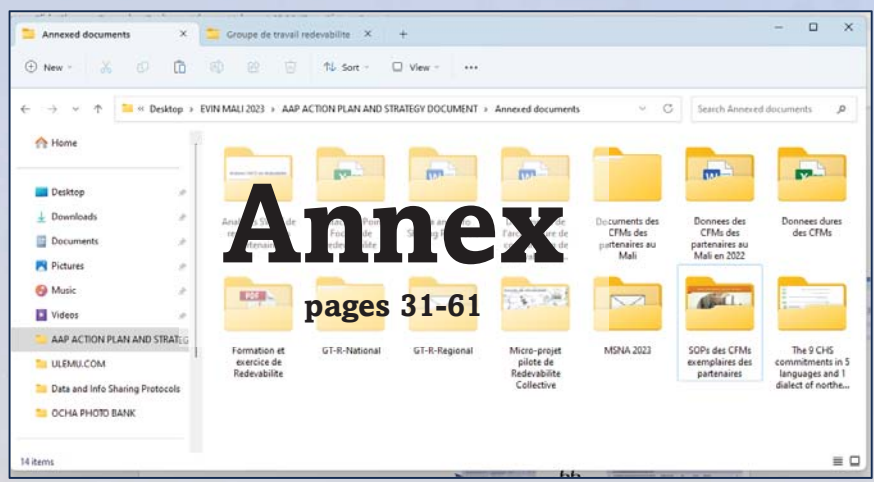 Annexed documents
Groupe de travail redevabilite
New
Sort
View
Desktop > EVIN MALI 2023 > AAP ACTION PLAN AND STRATEGY DOCUMENT > Annexed documents
Search Annexed documents
Home
Desktop
Downloads
Documents
Pictures
Music
Videos
AAP ACTION PLAN AND STRATEG
ULEMU.COM
Data and Info Sharing Protocols
OCHA PHOTO BANK
14 items
Annex
pages 31-61
Documents des
CFMs des
partenaires au
Mali
Donnees des
CFMs des
partenaires au
Mali en 2022
Donnees dures
des CFMs
PDF
Formation et
exercice de
Redevabilite
GT-R-National
GT-R-Regional
Micro-projet
pilote de
Redevabilite
Collective
MSNA 2023
SOPs des CFMs
exemplaires des
partenaires
The 9 CHS
commitments in 5
languages and 1
dialect of northe...